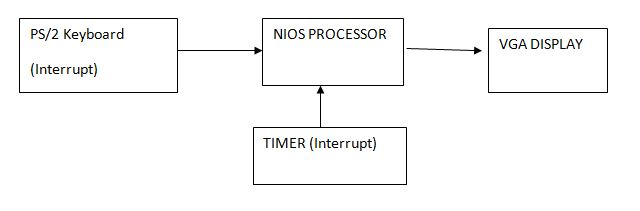 PS/2 Keyboard
(Interrupt)
NIOS PROCESSOR
VGA DISPLAY
TIMER (Interrupt)